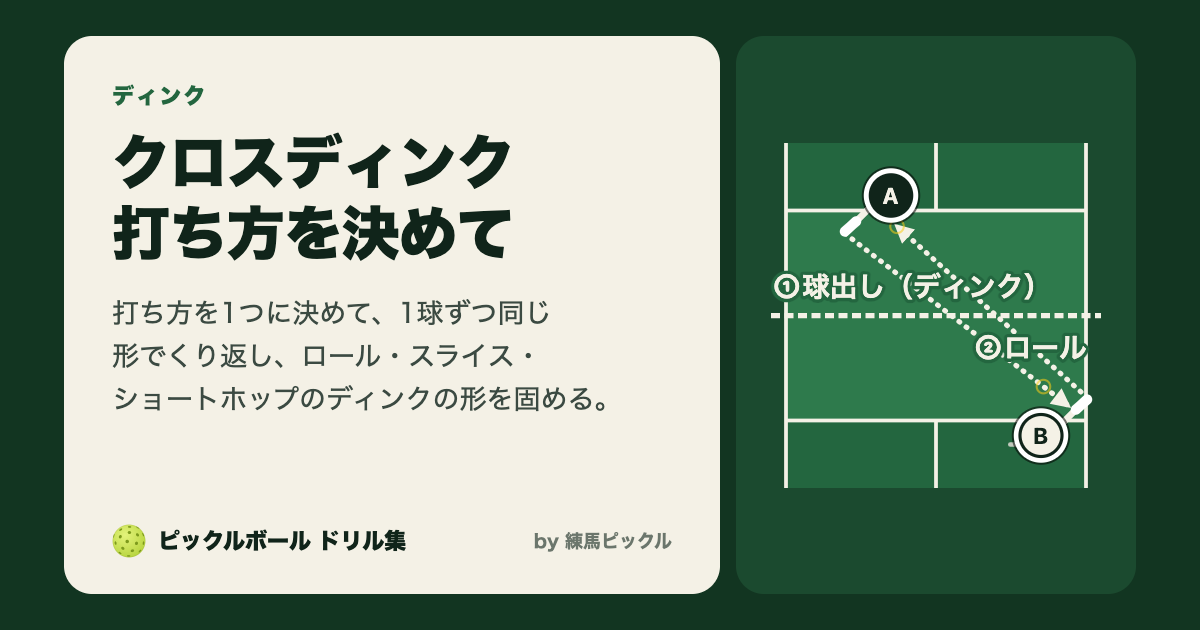 ディンク
クロスディンク
打ち方を決めて
打ち方を1つに決めて、1球ずつ同じ
形でくり返し、ロール・スライス・
ショートホップのディンクの形を固める。
ピックルボール ドリル集
by 練馬ピックル
A
①球出し（ディンク）
②ロール
B